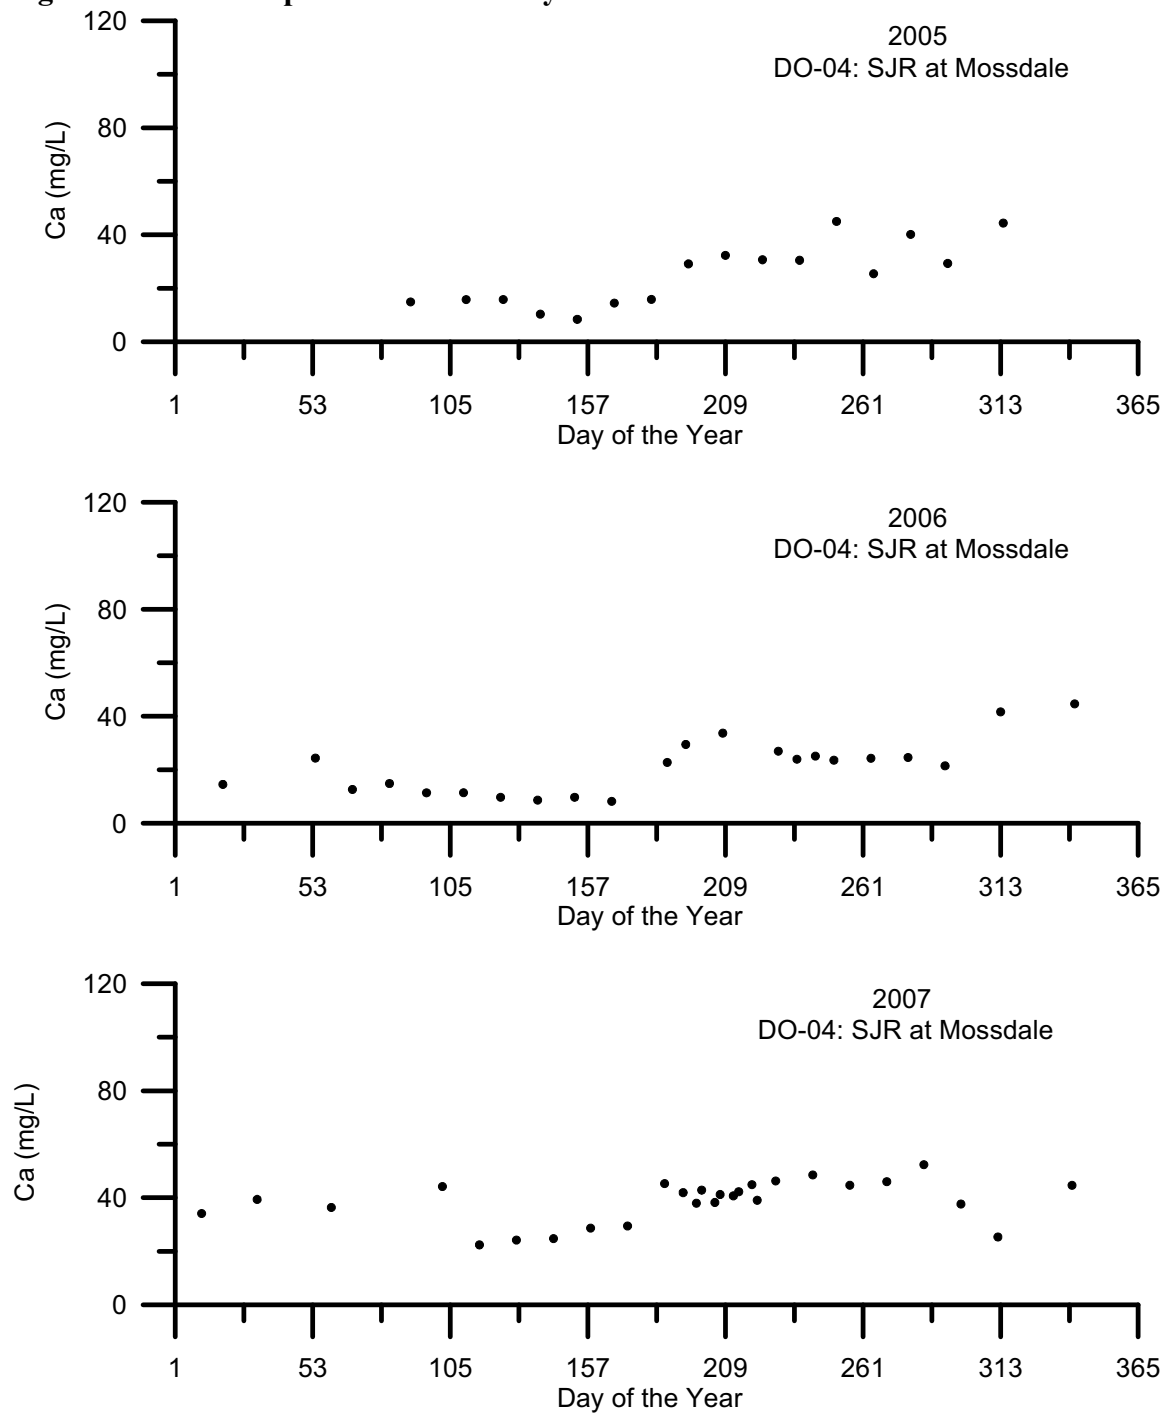 120
2005
DO-04: SJR at Mossdale
80
Ca (mg/L)
40
0
1 53 105 157 209 261 313 365
Day of the Year
120
2006
DO-04: SJR at Mossdale
80
Ca (mg/L)
40
0
1 53 105 157 209 261 313 365
Day of the Year
120
2007
DO-04: SJR at Mossdale
80
Ca (mg/L)
40
0
1 53 105 157 209 261 313 365
Day of the Year